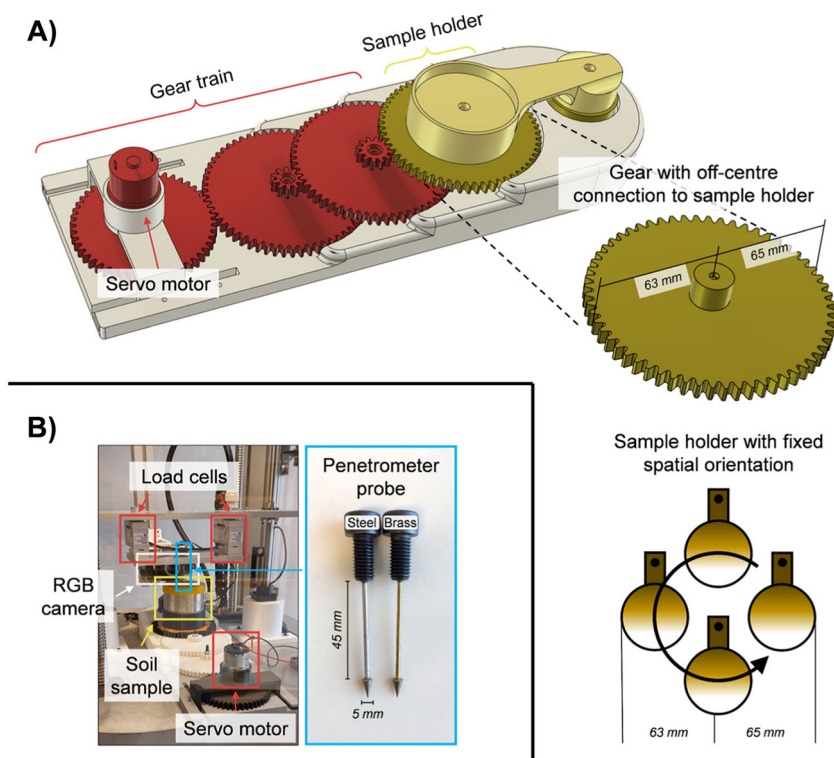 A)
Sample holder
Gear train
Servo motor
Gear with off-centre
connection to sample holder
65 mm
63 mm
Sample holder with fixed
spatial orientation
63 mm
65 mm
B)
Load cells
RGB
camera
Soil
sample
Servo motor
Penetrometer
probe
Steel
Brass
45 mm
5 mm